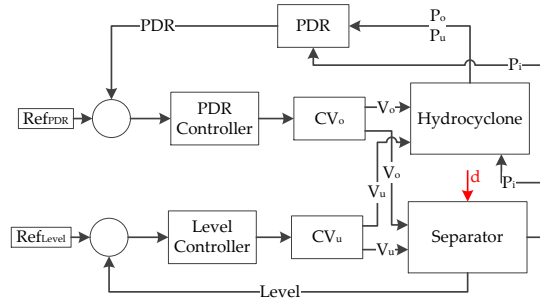 PDR
PDR
Po
Pu
Pi
RefPDR
PDR
Controller
CVo
Vo
Hydrocyclone
Vo
Vu
d
Pi
RefLevel
Level
Controller
CVu
Vu
Separator
Level